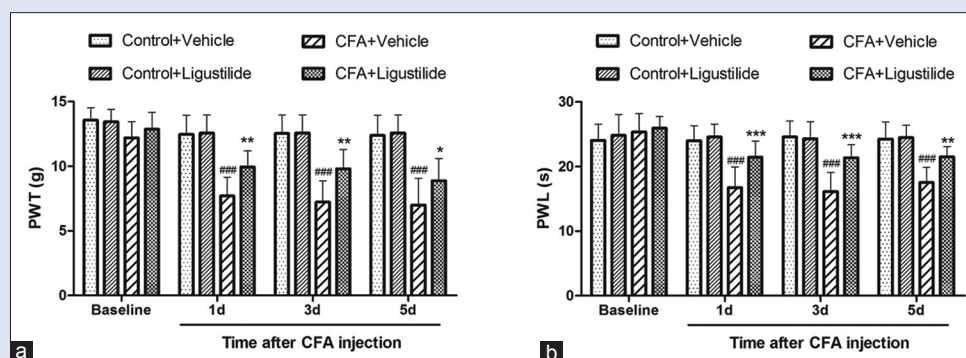 Control+Vehicle CFA+Vehicle
Control+Ligustilide CFA+Ligustilide
15
10
5
0
PWT (g)
** ** *
### ### ###
Baseline 1d 3d 5d
Time after CFA injection
a
Control+Vehicle CFA+Vehicle
Control+Ligustilide CFA+Ligustilide
30
20
10
0
PWL (s)
*** *** **
### ### ###
Baseline 1d 3d 5d
Time after CFA injection
b